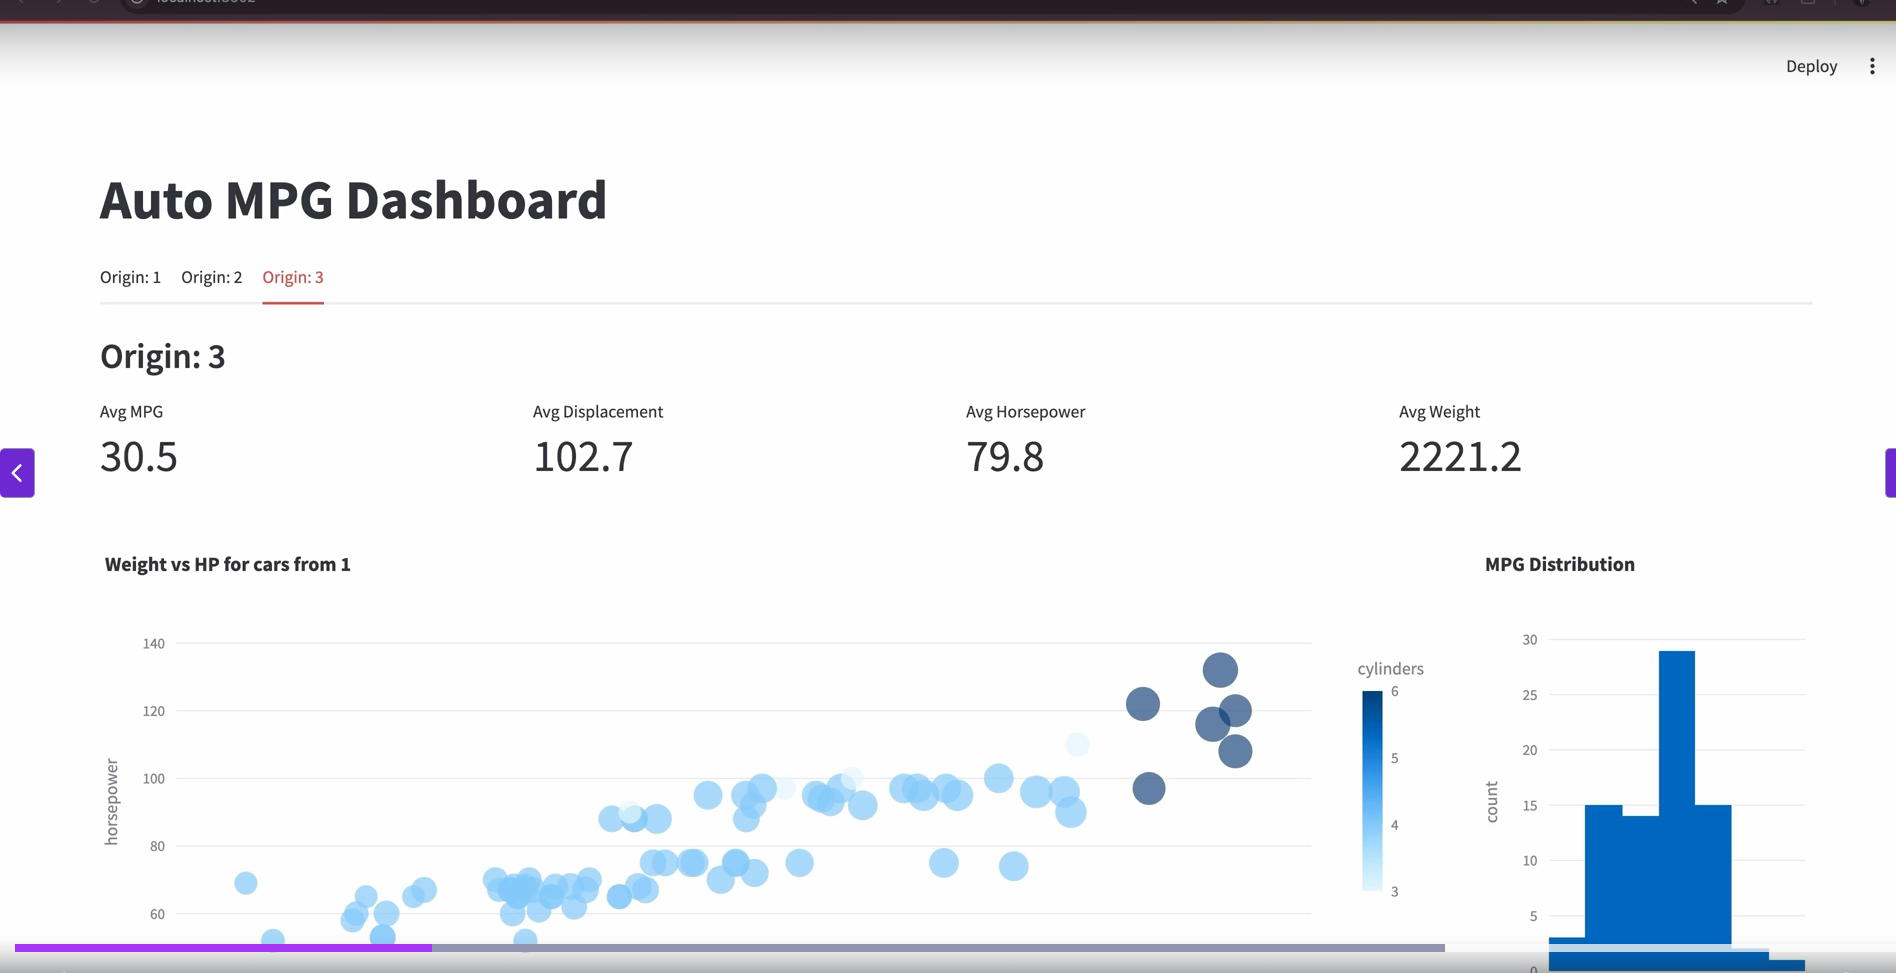 Deploy
Auto MPG Dashboard
Origin: 1 Origin: 2 Origin: 3
Origin: 3
Avg MPG Avg Displacement Avg Horsepower Avg Weight
30.5 102.7 79.8 2221.2
Weight vs HP for cars from 1
140
120
100
80
60
horsepower
cylinders
6
5
4
3
MPG Distribution
30
25
20
15
10
5
0
count